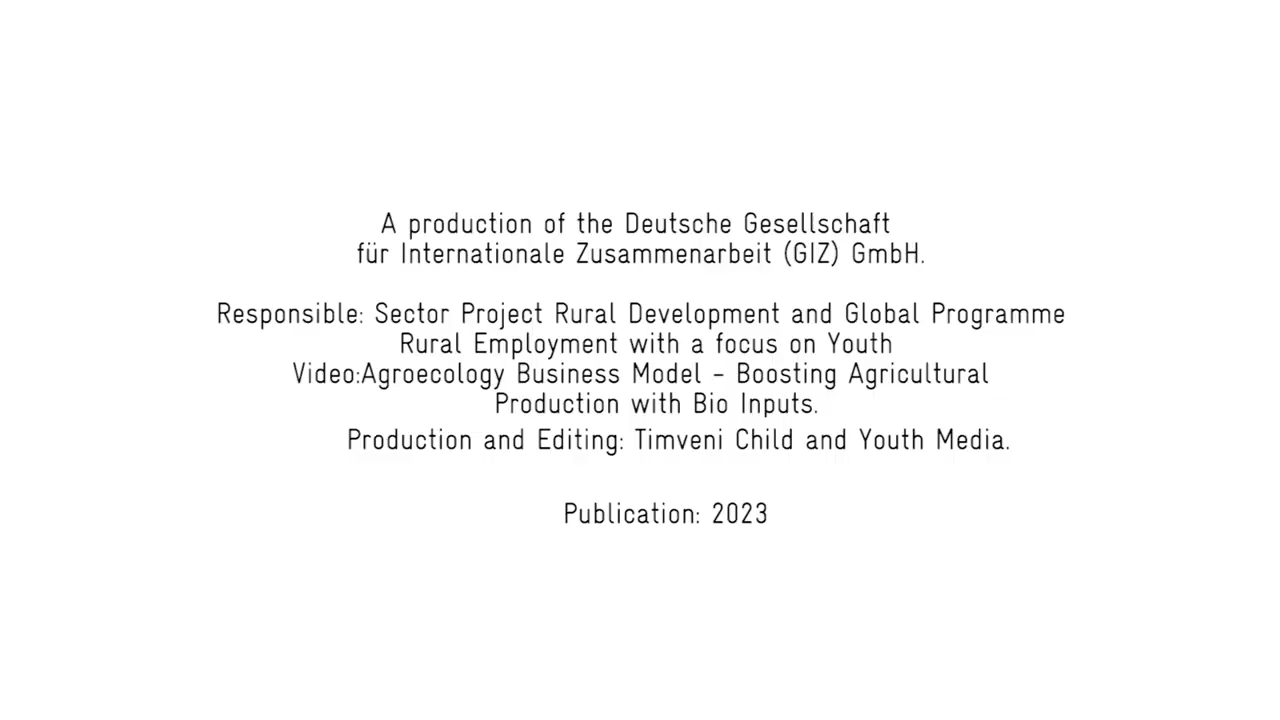 A production of the Deutsche Gesellschaft
für Internationale Zusammenarbeit (GIZ) GmbH.
Responsible: Sector Project Rural Development and Global Programme
Rural Employment with a focus on Youth
Video:Agroecology Business Model - Boosting Agricultural
Production with Bio Inputs.
Production and Editing: Timveni Child and Youth Media.
Publication: 2023